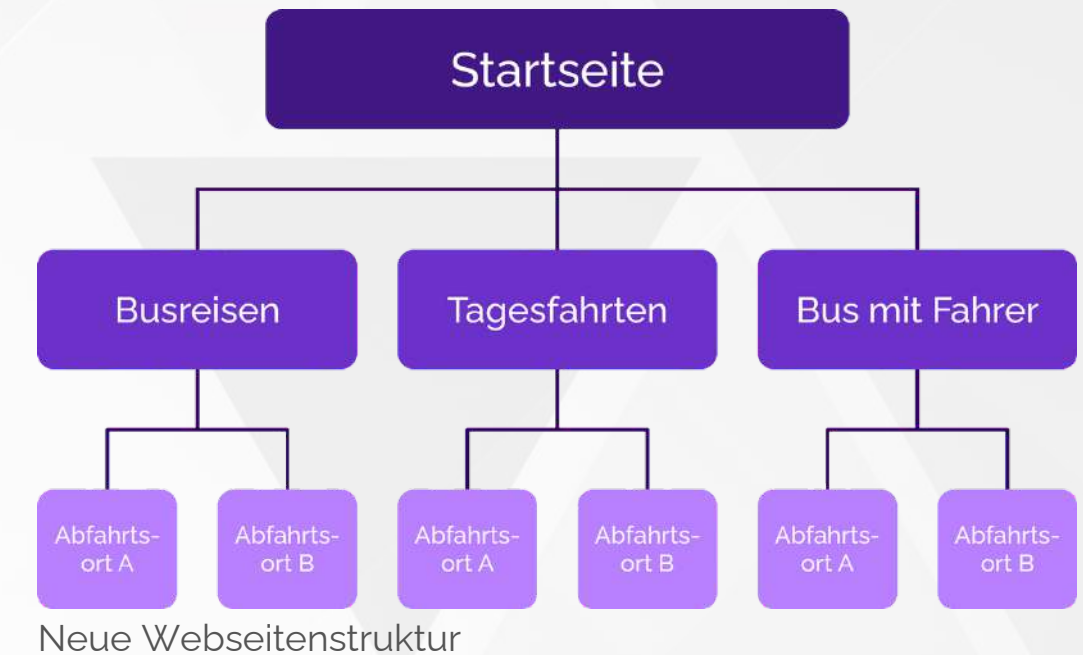 Startseite
Busreisen
Tagesfahrten
Bus mit Fahrer
Abfahrts-
ort A
Abfahrts-
ort B
Abfahrts-
ort A
Abfahrts-
ort B
Abfahrts-
ort A
Abfahrts-
ort B
Neue Webseitenstruktur